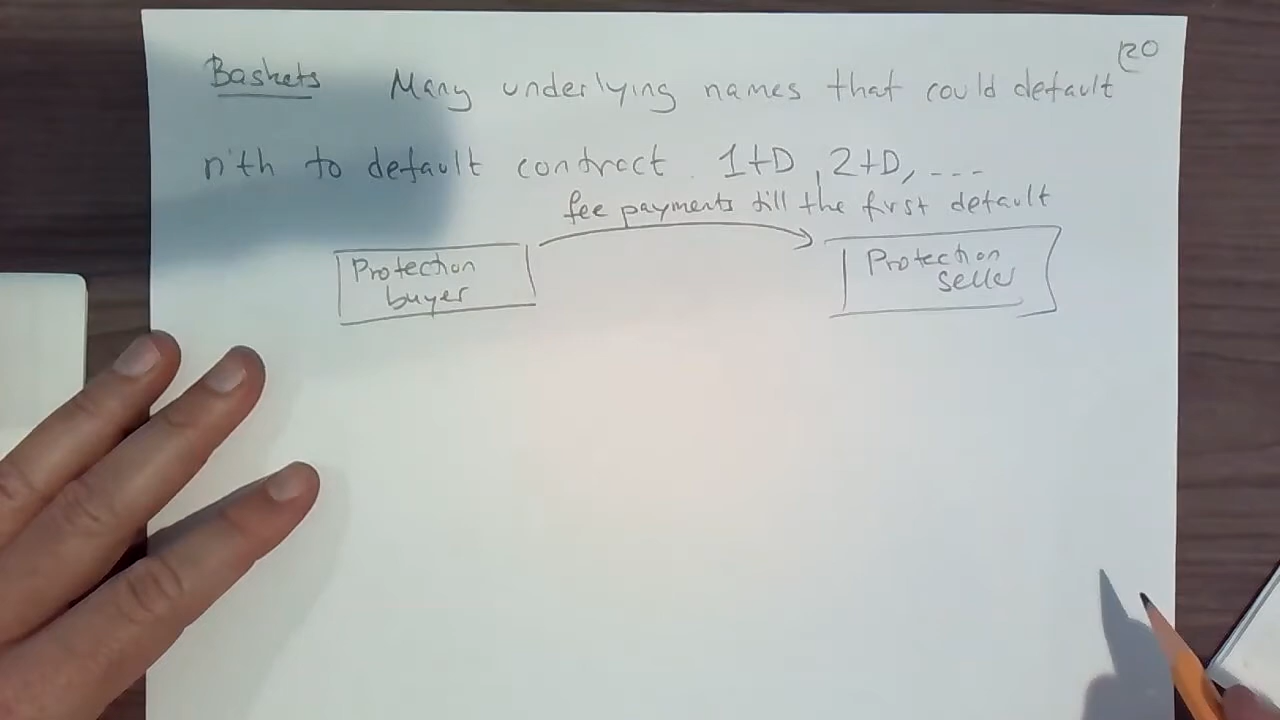 20
Baskets Many underlying names that could default
n'th to default contract. 1tD, 2tD, ---
fee payments till the first default
Protection
buyer
Protection
seller